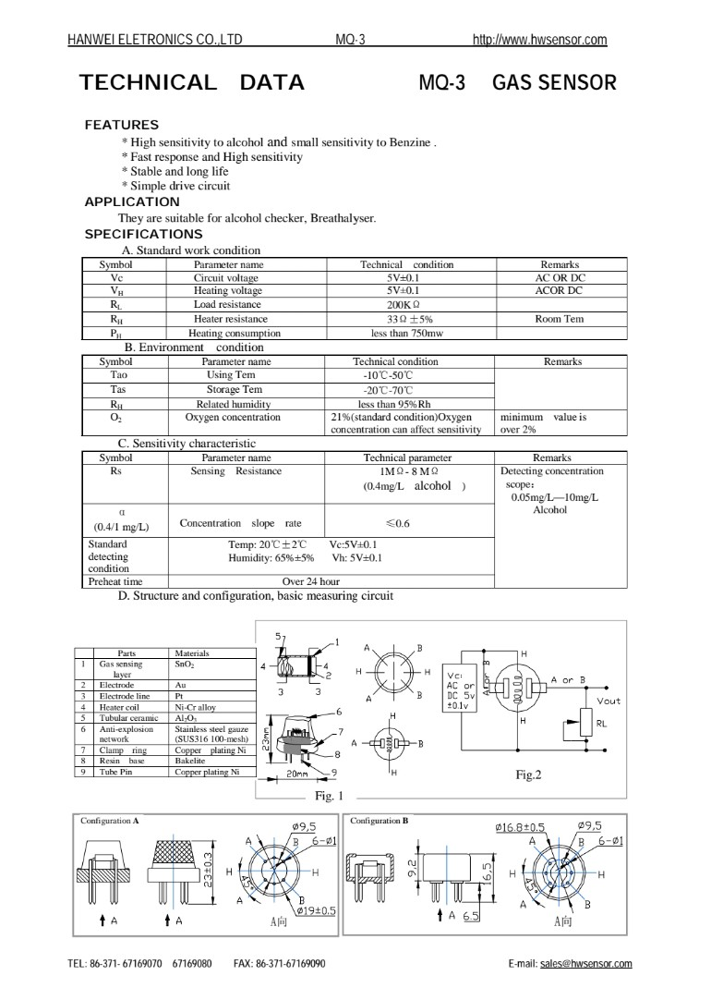 HANWEI ELETRONICS CO.,LTD MQ-3 http://www.hwsensor.com
TECHNICAL DATA MQ-3 GAS SENSOR
FEATURES
* High sensitivity to alcohol and small sensitivity to Benzine .
* Fast response and High sensitivity
* Stable and long life
* Simple drive circuit
APPLICATION
They are suitable for alcohol checker, Breathalyser.
SPECIFICATIONS
A. Standard work condition
Symbol Parameter name Technical condition Remarks
Vc Circuit voltage 5V±0.1 AC OR DC
VH Heating voltage 5V±0.1 ACOR DC
RL Load resistance 200KΩ
RH Heater resistance 33Ω±5% Room Tem
PH Heating consumption less than 750mw
B. Environment condition
Symbol Parameter name Technical condition Remarks
Tao Using Tem -10℃-50℃
Tas Storage Tem -20℃-70℃
RH Related humidity less than 95%Rh
O2 Oxygen concentration 21%(standard condition)Oxygen minimum value is
concentration can affect sensitivity over 2%
C. Sensitivity characteristic
Symbol Parameter name Technical parameter Remarks
Rs Sensing Resistance 1MΩ- 8 MΩ Detecting concentration
(0.4mg/L alcohol ) scope：
0.05mg/L—10mg/L
α Alcohol
(0.4/1 mg/L) Concentration slope rate ≤0.6
Standard Temp: 20℃±2℃ Vc:5V±0.1
detecting Humidity: 65%±5% Vh: 5V±0.1
condition
Preheat time Over 24 hour
D. Structure and configuration, basic measuring circuit
Parts Materials
1 Gas sensing SnO2
layer
2 Electrode Au
3 Electrode line Pt
4 Heater coil Ni-Cr alloy
5 Tubular ceramic Al2O3
6 Anti-explosion Stainless steel gauze
network (SUS316 100-mesh)
7 Clamp ring Copper plating Ni
8 Resin base Bakelite
9 Tube Pin Copper plating Ni
5 1
4 4
2
3 3
6
7
8
9
23mm
20mm
Fig. 1
A B
H H
A B
H
A B
H
Vc:
AC or
DC 5v
±0.1v
A or B
H
H
A or B
Vout
RL
Fig.2
Configuration A
23±0.3
A
A
ø9,5
A B 6-ø1
H H
45°
A B
ø19±0.5
A向
Configuration B
9,2
16,5
A 6.5
ø16.8±0.5 ø9,5
A B 6-ø1
H H
45°
A B
A向
TEL: 86-371- 67169070 67169080 FAX: 86-371-67169090 E-mail: sales@hwsensor.com